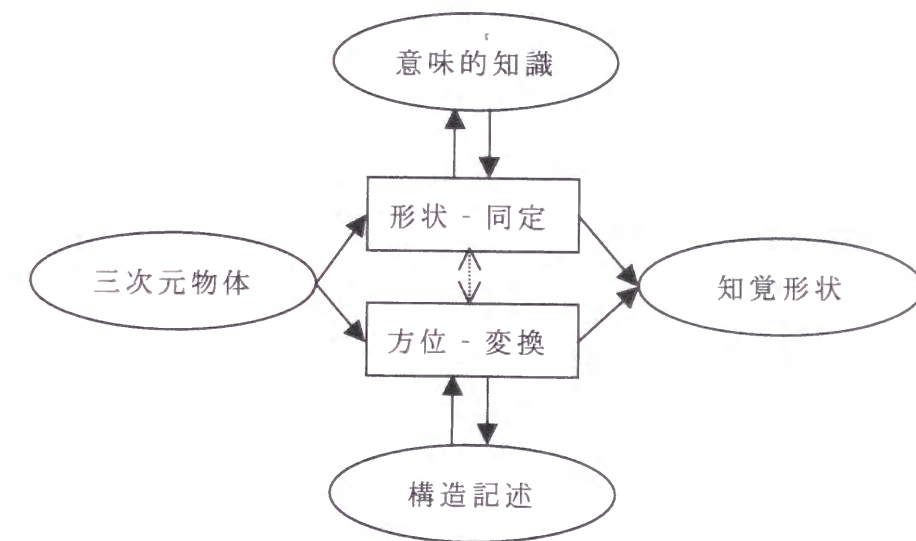 意味的知識
形状 - 同定
三次元物体
知覚形状
方位 - 変換
構造記述